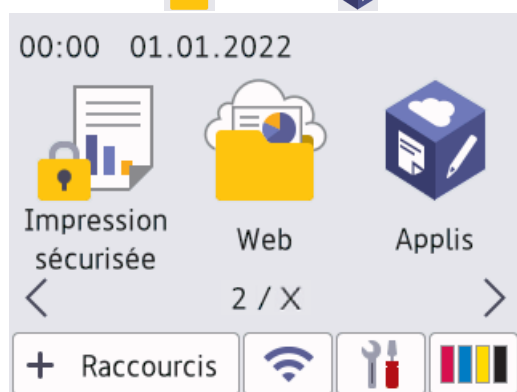 00:00 01.01.2022
Impression
sécurisée
Web
Applis
2 / X
+ Raccourcis